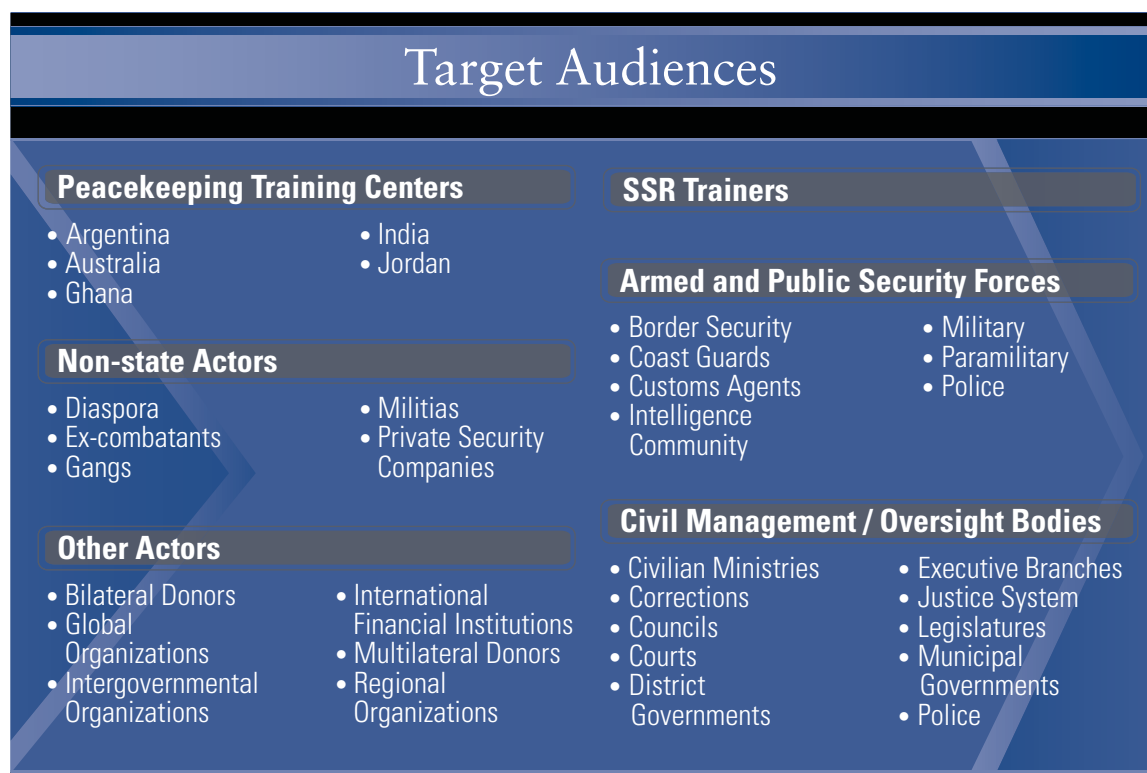 Target Audiences
Peacekeeping Training Centers
• Argentina
• Australia
• Ghana
• India
• Jordan
Non-state Actors
• Diaspora
• Ex-combatants
• Gangs
• Militias
• Private Security
Companies
Other Actors
• Bilateral Donors
• Global
Organizations
• Intergovernmental
Organizations
• International
Financial Institutions
• Multilateral Donors
• Regional
Organizations
SSR Trainers
Armed and Public Security Forces
• Border Security
• Coast Guards
• Customs Agents
• Intelligence
Community
• Military
• Paramilitary
• Police
Civil Management / Oversight Bodies
• Civilian Ministries
• Corrections
• Councils
• Courts
• District
Governments
• Executive Branches
• Justice System
• Legislatures
• Municipal
Governments
• Police